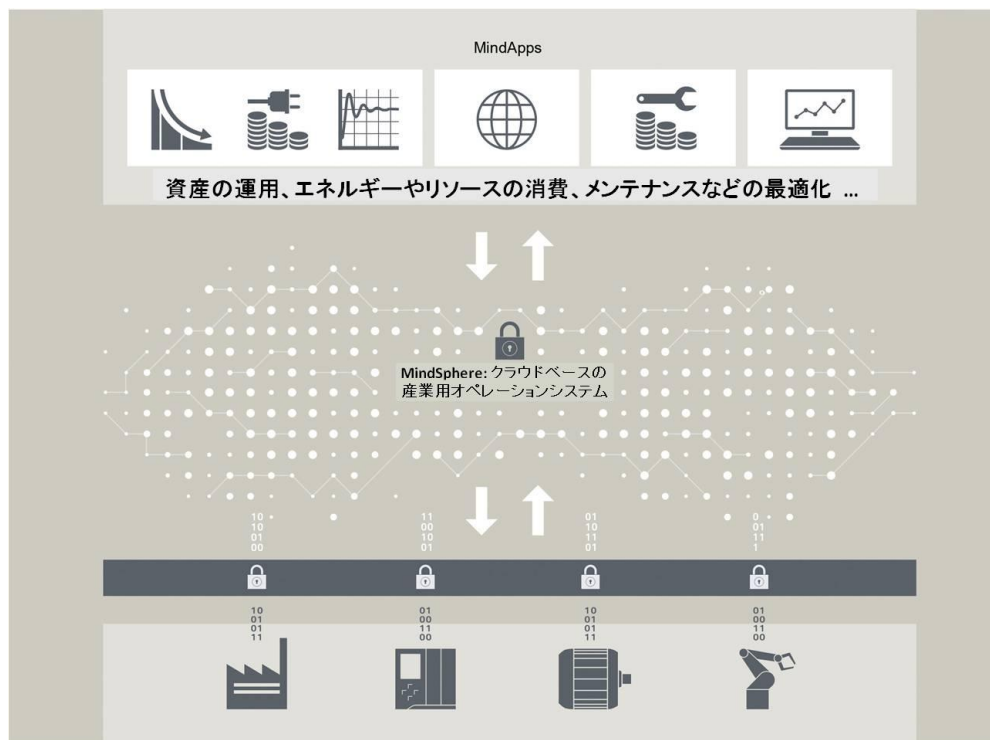 MindApps
資産の運用、エネルギーやリソースの消費、メンテナンスなどの最適化 ...
MindSphere: クラウドベースの
産業用オペレーションシステム
10 11 01 0
10 00 10 01
01 10 11 11
00 01 01 1
10 01 10 01
01 00 01 00
01 11 01 11
11 00 11 00